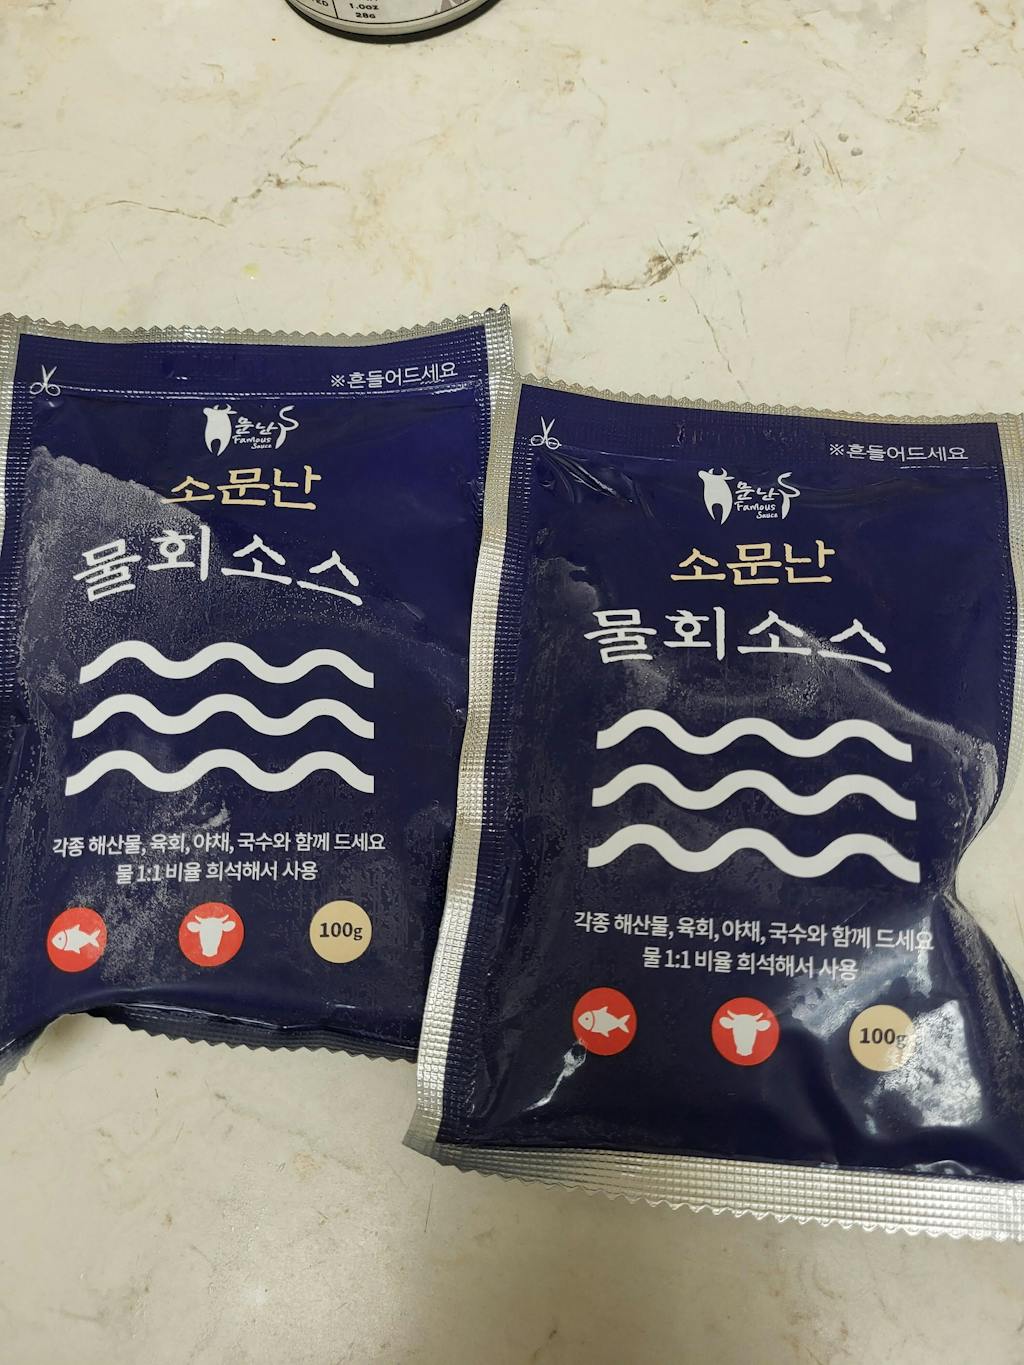 1.0OZ
28G
※흔들어드세요
문난
Famous
Sauce
소문난
물회소스
각종 해산물, 육회, 야채, 국수와 함께 드세요
물 1:1 비율 희석해서 사용
100g
※흔들어드세요
문난
Famous
Sauce
소문난
물회소스
각종 해산물, 육회, 야채, 국수와 함께 드세요
물 1:1 비율 희석해서 사용
100g